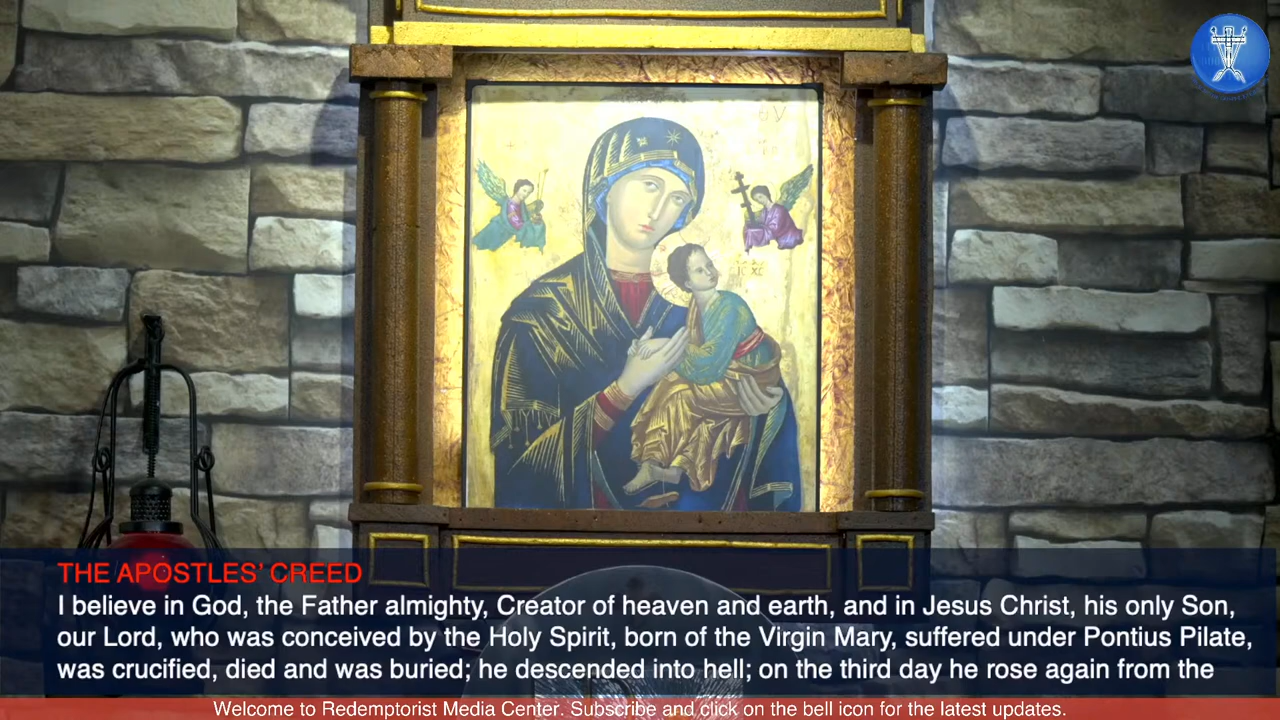 ΘΥ
IC XC
THE APOSTLES' CREED
I believe in God, the Father almighty, Creator of heaven and earth, and in Jesus Christ, his only Son,
our Lord, who was conceived by the Holy Spirit, born of the Virgin Mary, suffered under Pontius Pilate,
was crucified, died and was buried; he descended into hell; on the third day he rose again from the
Welcome to Redemptorist Media Center. Subscribe and click on the bell icon for the latest updates.